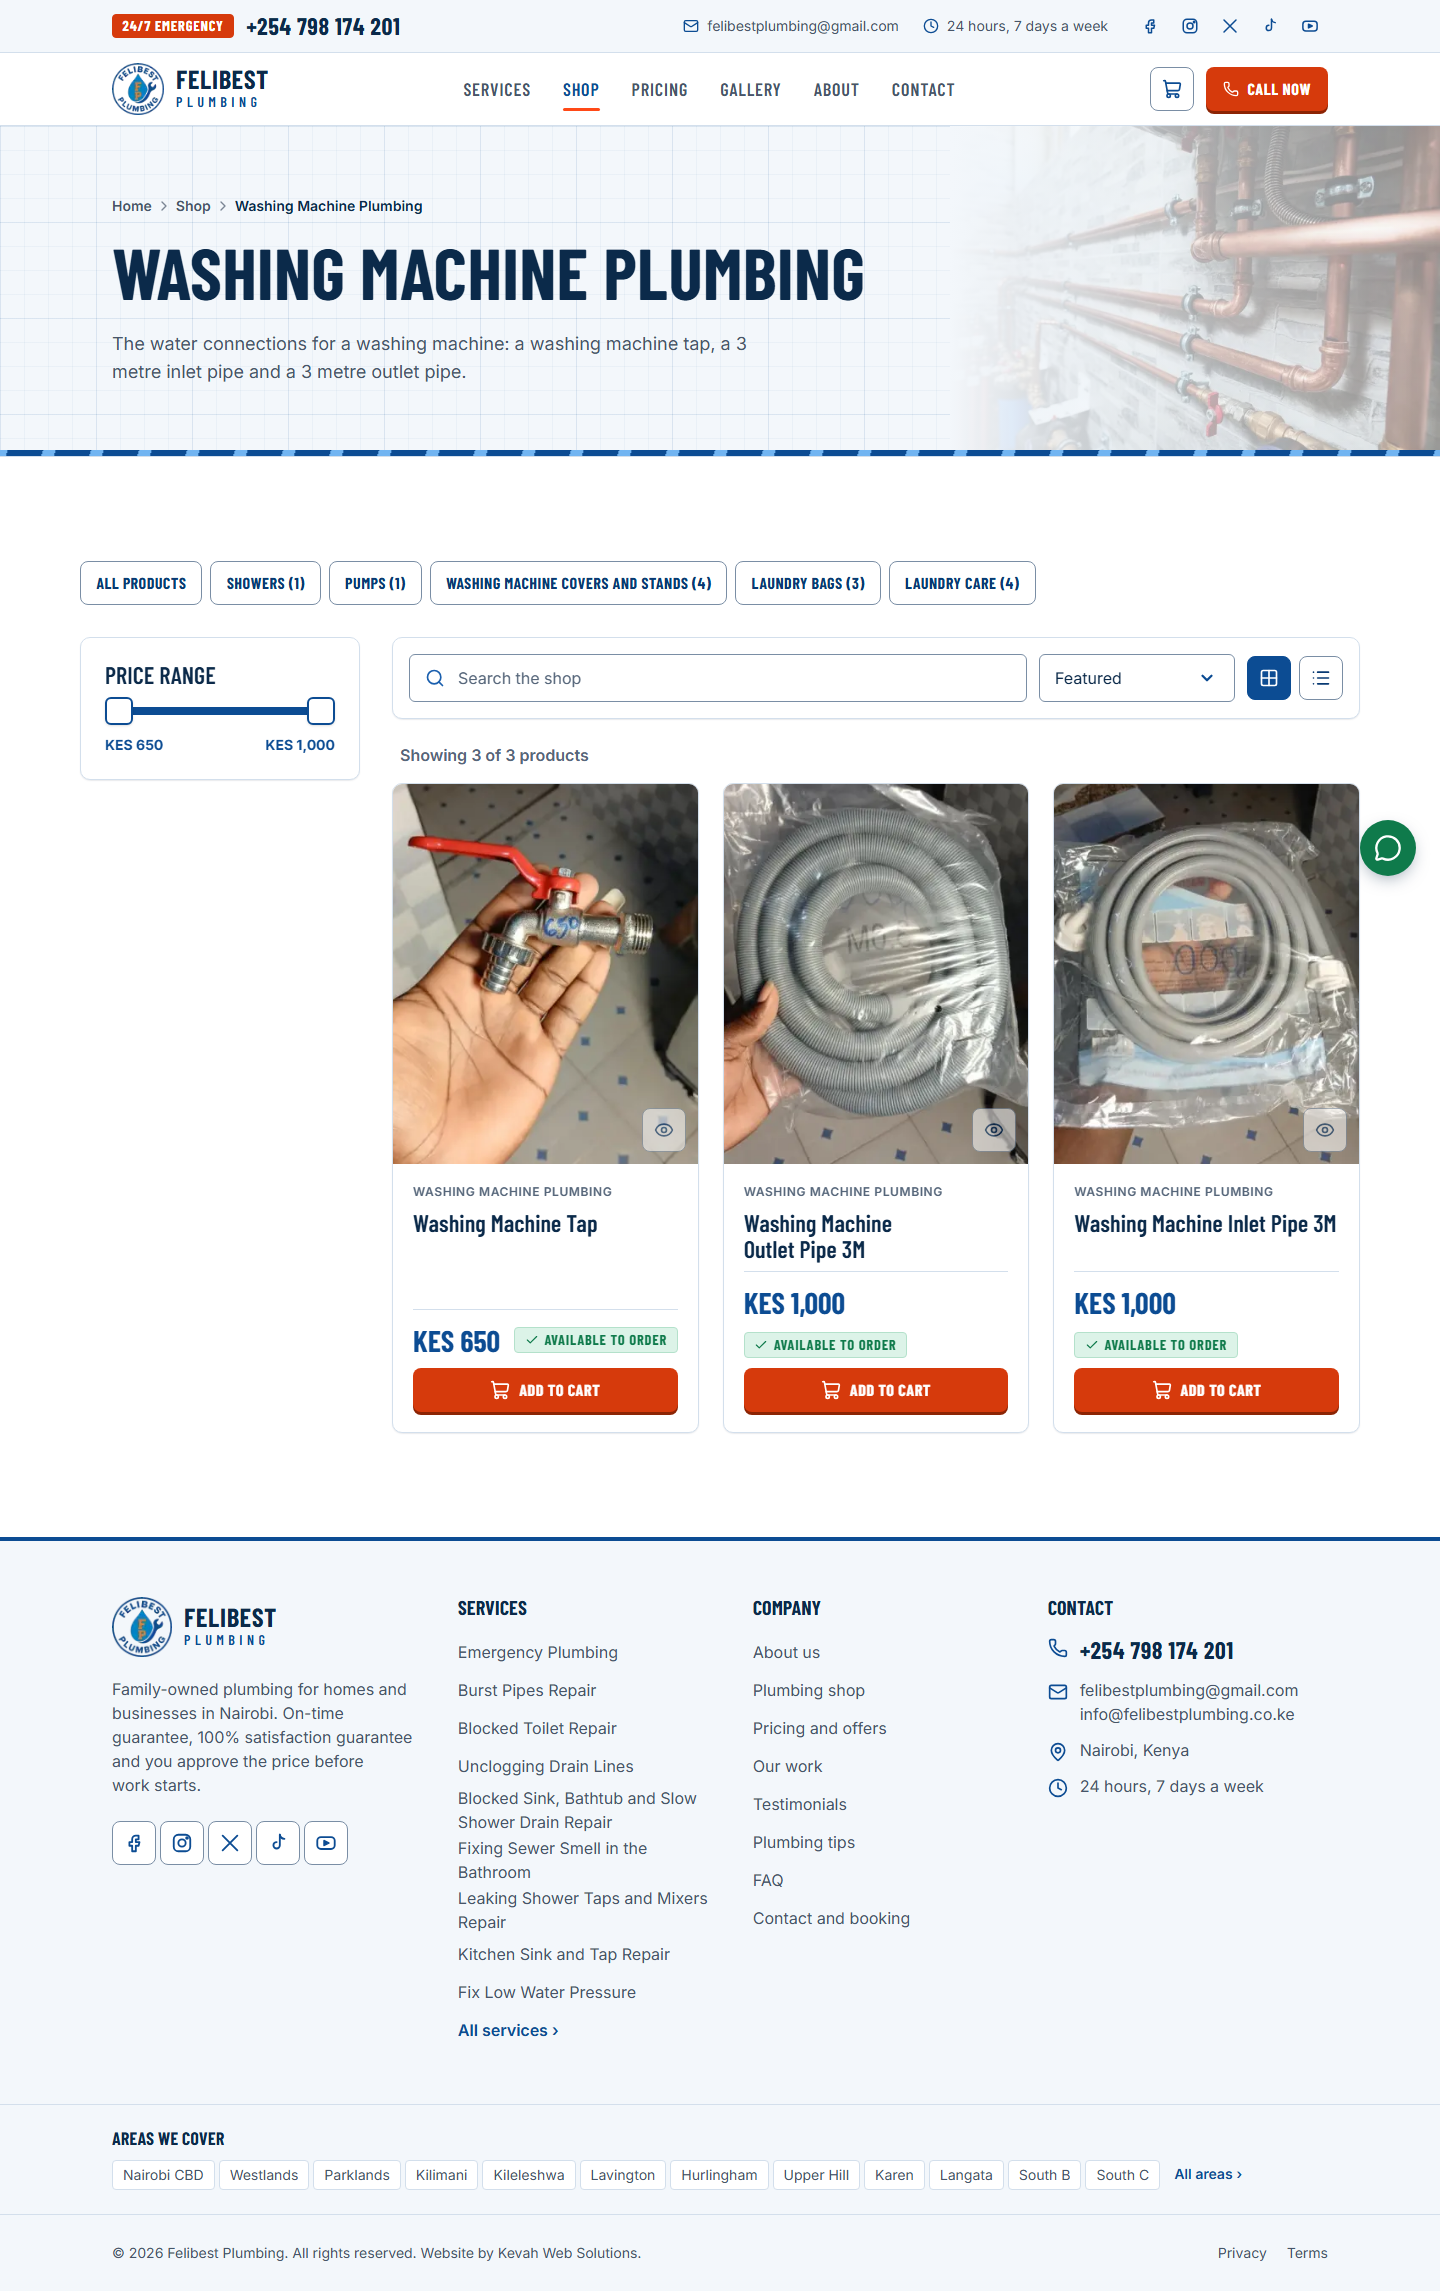 24/7 EMERGENCY +254 798 174 201 felibestplumbing@gmail.com 24 hours, 7 days a week
FELIBEST
PLUMBING
SERVICES SHOP PRICING GALLERY ABOUT CONTACT
CALL NOW
Home > Shop > Washing Machine Plumbing
WASHING MACHINE PLUMBING
The water connections for a washing machine: a washing machine tap, a 3
metre inlet pipe and a 3 metre outlet pipe.
ALL PRODUCTS SHOWERS (1) PUMPS (1) WASHING MACHINE COVERS AND STANDS (4) LAUNDRY BAGS (3) LAUNDRY CARE (4)
PRICE RANGE
KES 650 KES 1,000
Search the shop
Featured
Showing 3 of 3 products
650
WASHING MACHINE PLUMBING
Washing Machine Tap
KES 650
AVAILABLE TO ORDER
ADD TO CART
WASHING MACHINE PLUMBING
Washing Machine
Outlet Pipe 3M
KES 1,000
AVAILABLE TO ORDER
ADD TO CART
WASHING MACHINE PLUMBING
Washing Machine Inlet Pipe 3M
KES 1,000
AVAILABLE TO ORDER
ADD TO CART
FELIBEST
PLUMBING
Family-owned plumbing for homes and
businesses in Nairobi. On-time
guarantee, 100% satisfaction guarantee
and you approve the price before
work starts.
SERVICES
Emergency Plumbing
Burst Pipes Repair
Blocked Toilet Repair
Unclogging Drain Lines
Blocked Sink, Bathtub and Slow
Shower Drain Repair
Fixing Sewer Smell in the
Bathroom
Leaking Shower Taps and Mixers
Repair
Kitchen Sink and Tap Repair
Fix Low Water Pressure
All services ›
COMPANY
About us
Plumbing shop
Pricing and offers
Our work
Testimonials
Plumbing tips
FAQ
Contact and booking
CONTACT
+254 798 174 201
felibestplumbing@gmail.com
info@felibestplumbing.co.ke
Nairobi, Kenya
24 hours, 7 days a week
AREAS WE COVER
Nairobi CBD Westlands Parklands Kilimani Kileleshwa Lavington Hurlingham Upper Hill Karen Langata South B South C All areas ›
© 2026 Felibest Plumbing. All rights reserved. Website by Kevah Web Solutions.
Privacy Terms